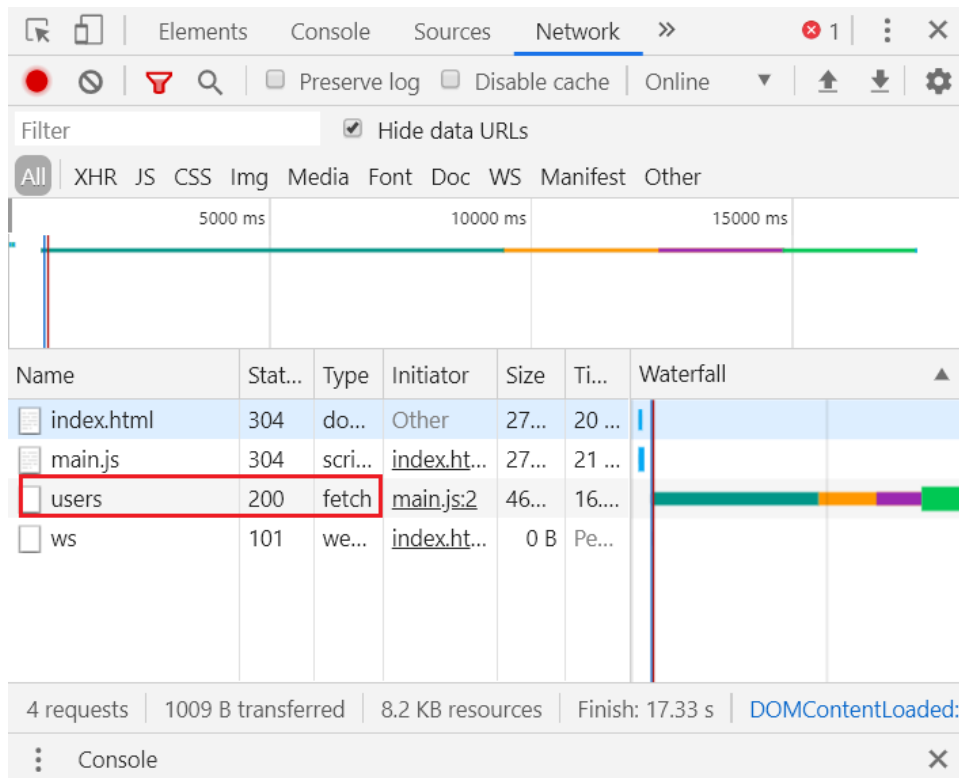 Elements Console Sources Network » 1
Preserve log Disable cache Online
Filter Hide data URLs
All XHR JS CSS Img Media Font Doc WS Manifest Other
5000 ms 10000 ms 15000 ms
Name Stat... Type Initiator Size Ti... Waterfall
index.html 304 do... Other 27... 20 ...
main.js 304 scri... index.ht... 27... 21 ...
users 200 fetch main.js:2 46... 16....
ws 101 we... index.ht... 0 B Pe...
4 requests 1009 B transferred 8.2 KB resources Finish: 17.33 s DOMContentLoaded:
Console